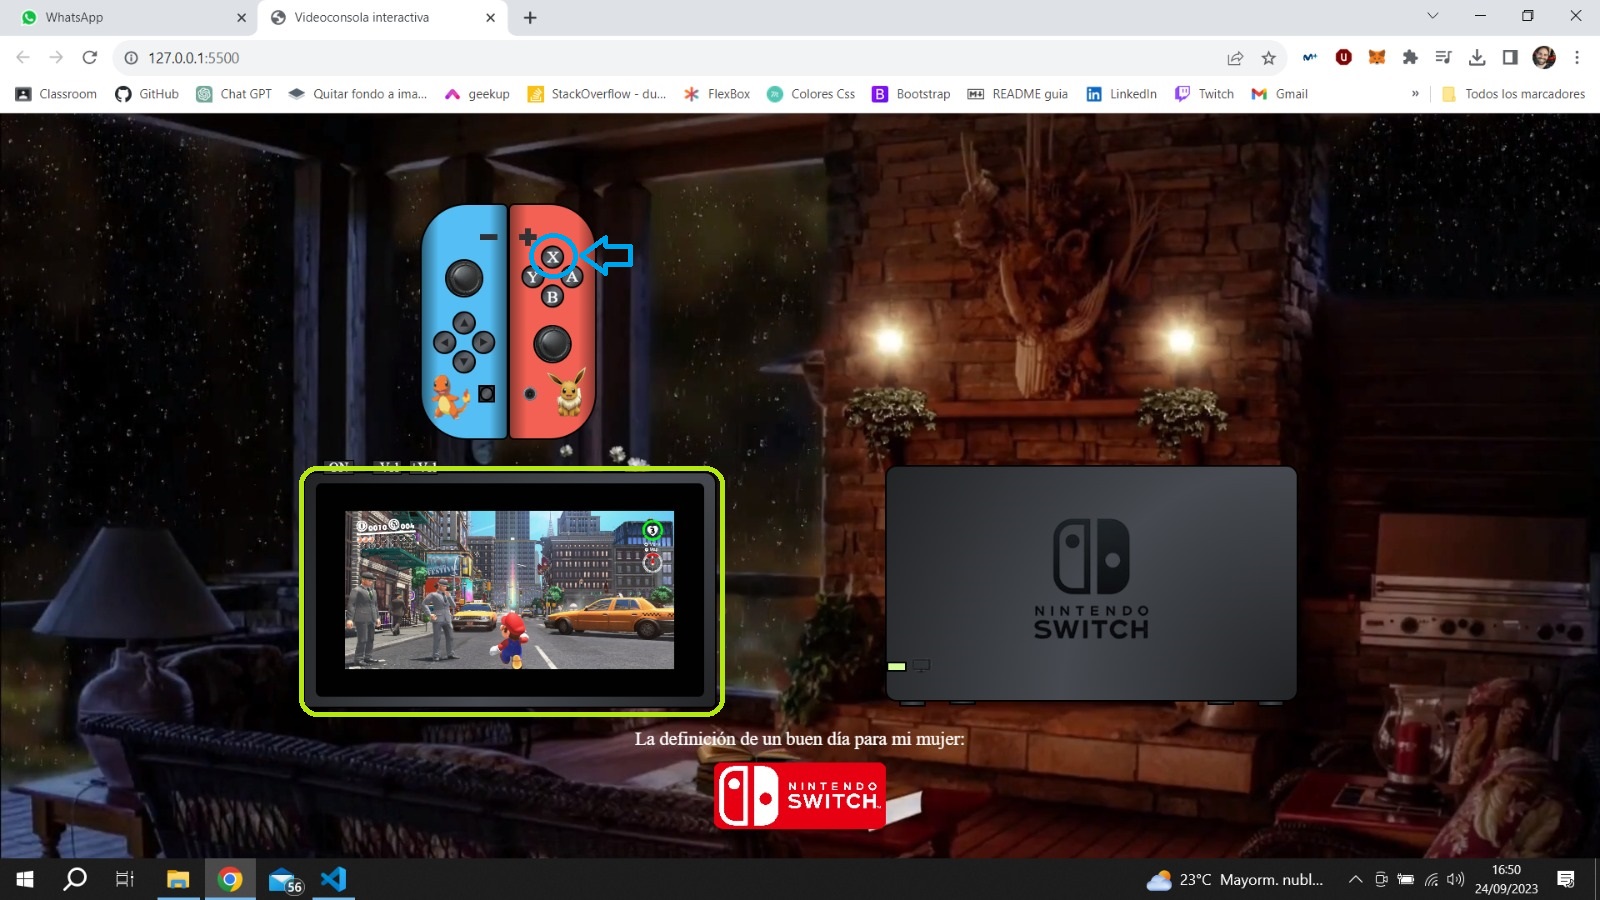 WhatsApp
Videoconsola interactiva
127.0.0.1:5500
Classroom
GitHub
Chat GPT
Quitar fondo a ima...
geekup
StackOverflow - du...
FlexBox
Colores Css
Bootstrap
README guia
LinkedIn
Twitch
Gmail
»
Todos los marcadores
X
Y A
B
ON -Vol +Vol
0010 004
NINTENDO
SWITCH
La definición de un buen día para mi mujer:
NINTENDO
SWITCH
56
23°C Mayorm. nubl...
16:50
24/09/2023